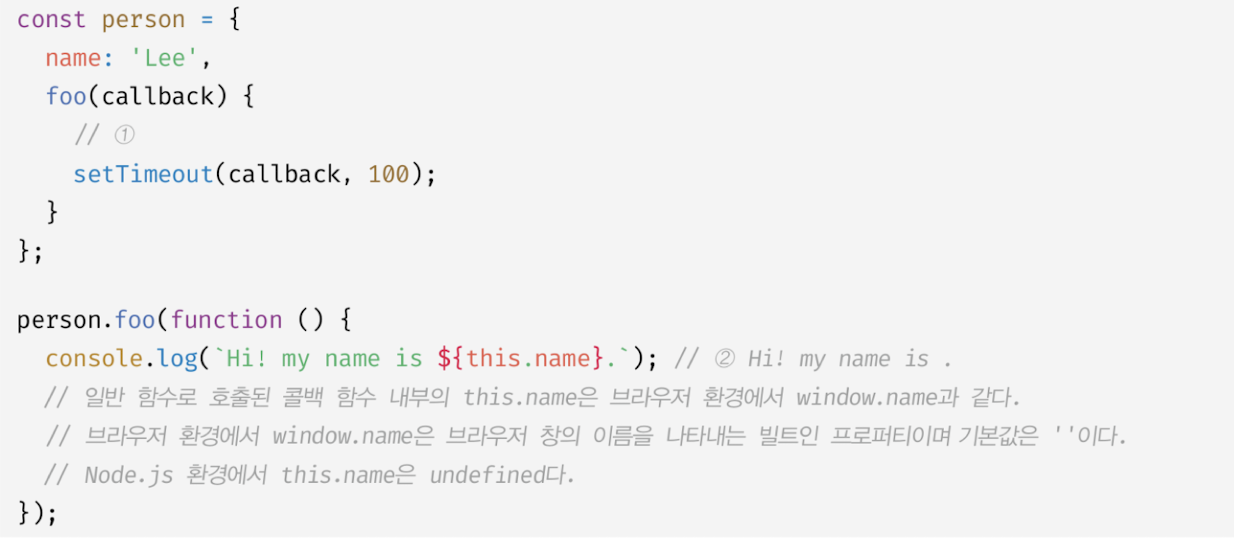 const person = {
  name: 'Lee',
  foo(callback) {
    // ①
    setTimeout(callback, 100);
  }
};

person.foo(function () {
  console.log(`Hi! my name is ${this.name}.`); // ② Hi! my name is .
  // 일반 함수로 호출된 콜백 함수 내부의 this.name은 브라우저 환경에서 window.name과 같다.
  // 브라우저 환경에서 window.name은 브라우저 창의 이름을 나타내는 빌트인 프로퍼티이며 기본값은 ''이다.
  // Node.js 환경에서 this.name은 undefined다.
});